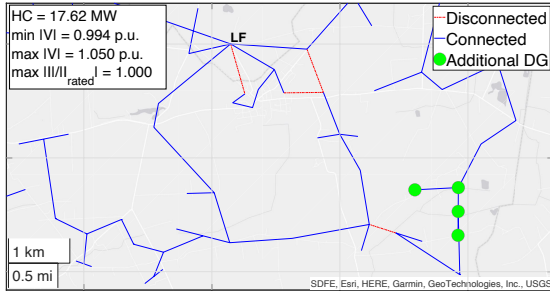 HC = 17.62 MW
min |V| = 0.994 p.u.
max |V| = 1.050 p.u.
max |I|/|I_rated| = 1.000
LF
Disconnected
Connected
Additional DG
1 km
0.5 mi
SDFE, Esri, HERE, Garmin, GeoTechnologies, Inc., USGS